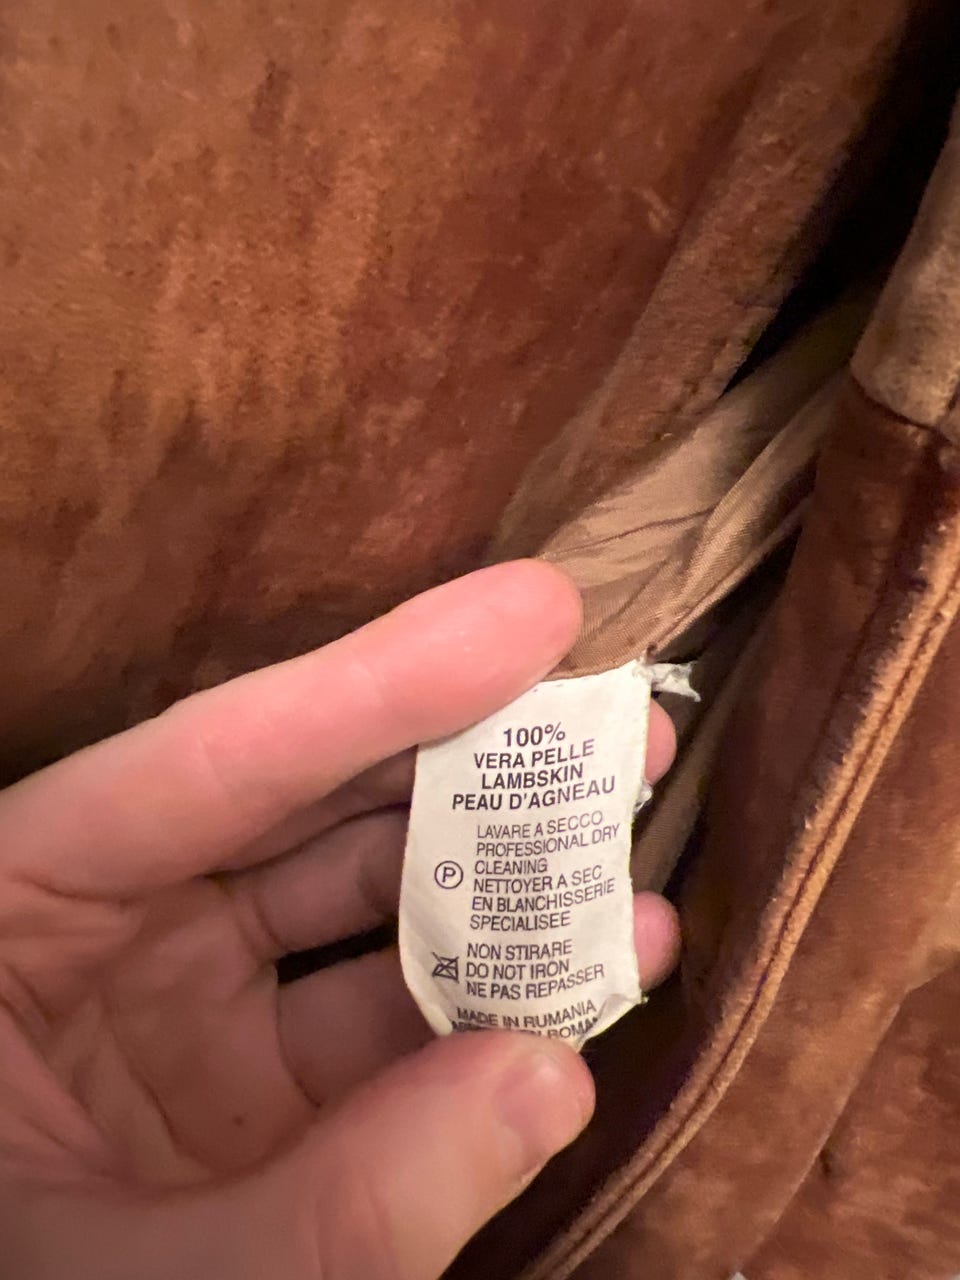 100%
VERA PELLE
LAMBSKIN
PEAU D'AGNEAU
LAVARE A SECCO
PROFESSIONAL DRY
P CLEANING
NETTOYER A SEC
EN BLANCHISSERIE
SPECIALISEE
NON STIRARE
DO NOT IRON
NE PAS REPASSER
MADE IN RUMANIA